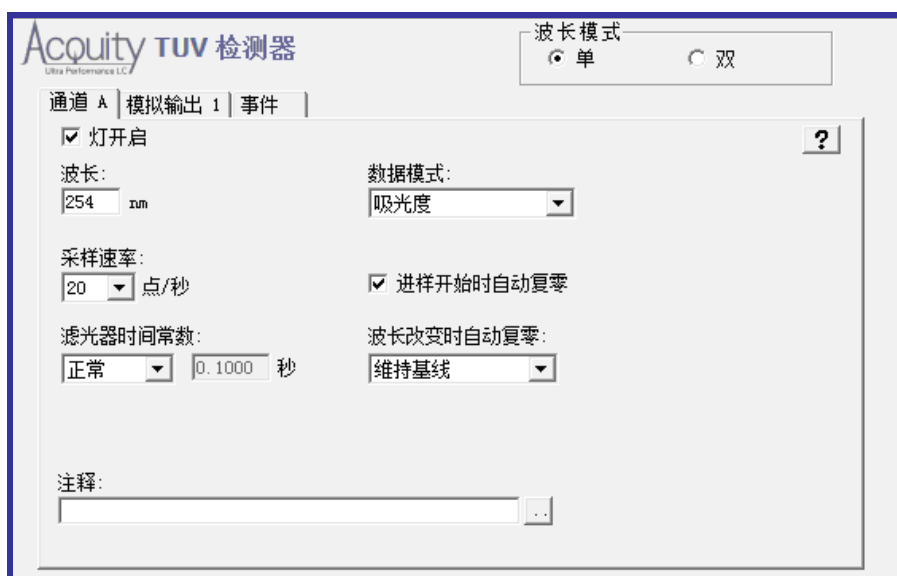 Acquity TUV 检测器
Ultra Performance LC
波长模式
单 双
通道 A 模拟输出 1 事件
灯开启
?
波长: 数据模式:
254 nm 吸光度
采样速率:
20 点/秒 进样开始时自动复零
滤光器时间常数: 波长改变时自动复零:
正常 0.1000 秒 维持基线
注释:
..